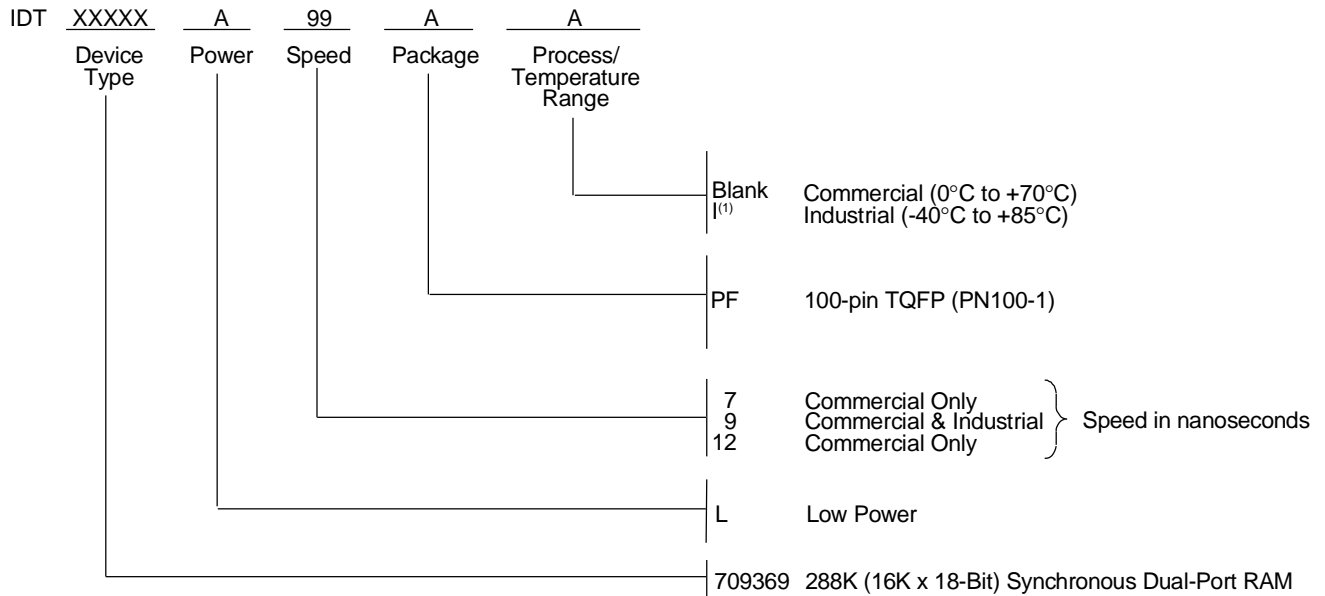 IDT XXXXX A 99 A A
Device Type Power Speed Package Process/ Temperature Range
Blank Commercial (0°C to +70°C)
I(1) Industrial (-40°C to +85°C)
PF 100-pin TQFP (PN100-1)
7 Commercial Only
9 Commercial & Industrial Speed in nanoseconds
12 Commercial Only
L Low Power
709369 288K (16K x 18-Bit) Synchronous Dual-Port RAM